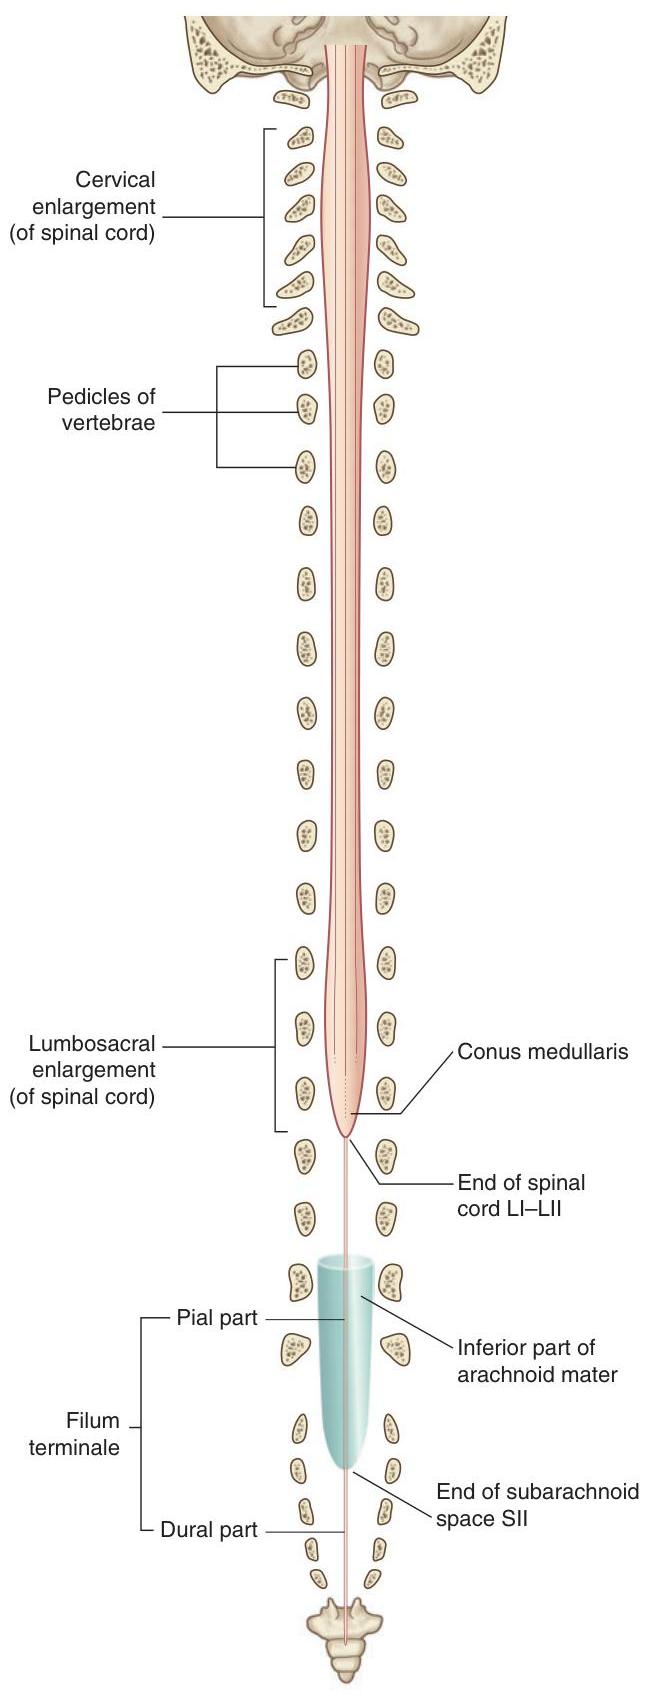 Cervical
enlargement
(of spinal cord)
Pedicles of
vertebrae
Lumbosacral
enlargement
(of spinal cord)
Conus medullaris
End of spinal
cord LI–LII
Pial part
Inferior part of
arachnoid mater
Filum
terminale
End of subarachnoid
space SII
Dural part